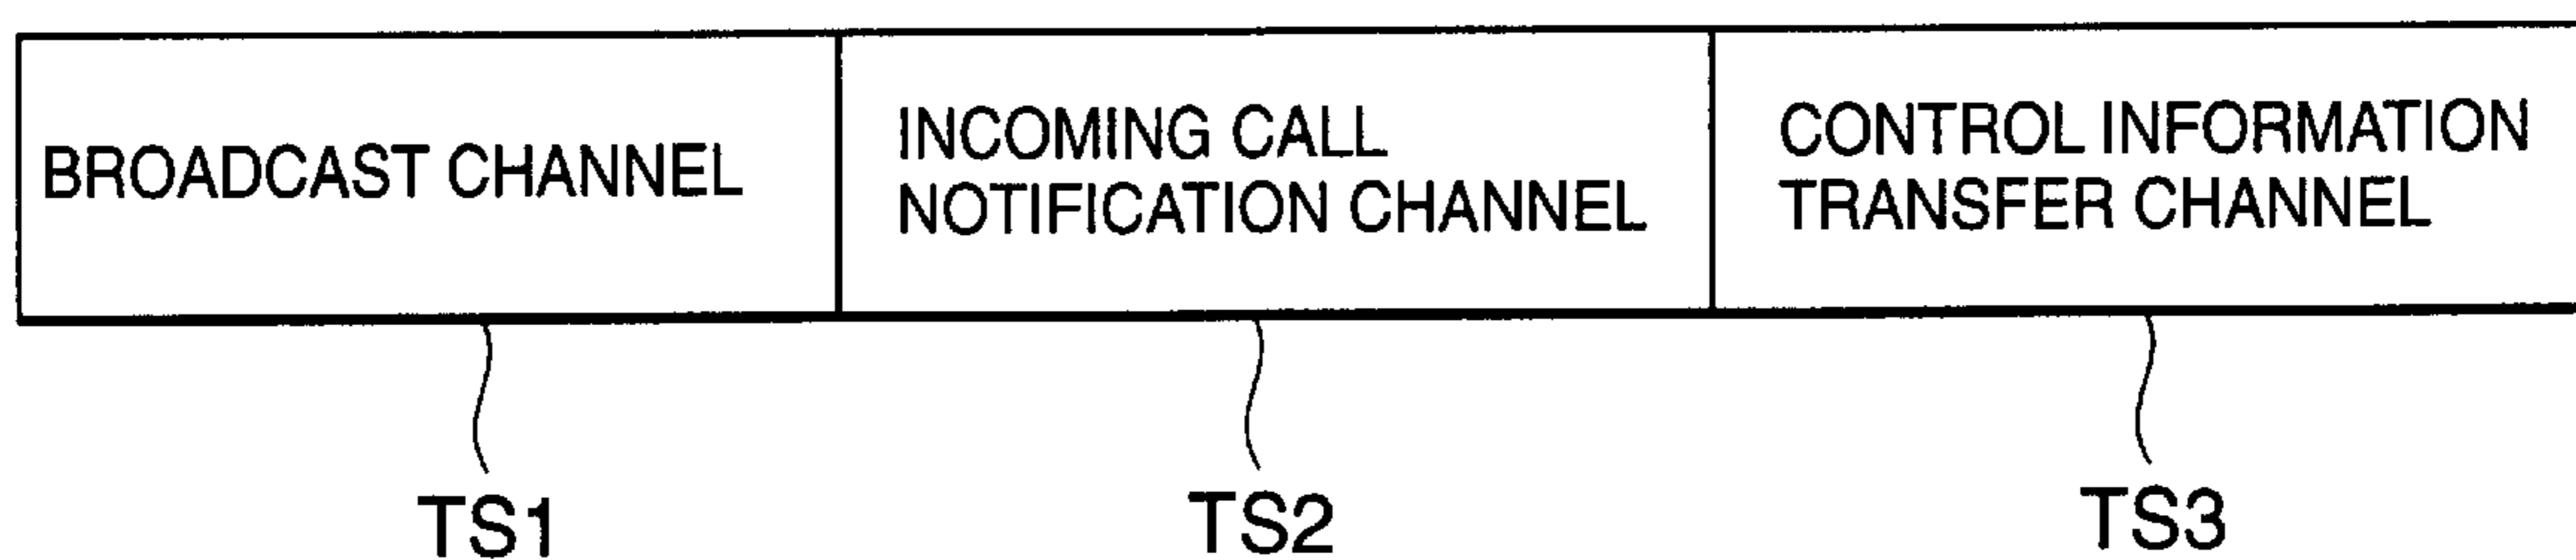 BROADCAST CHANNEL
INCOMING CALL
NOTIFICATION CHANNEL
CONTROL INFORMATION
TRANSFER CHANNEL
TS1
TS2
TS3